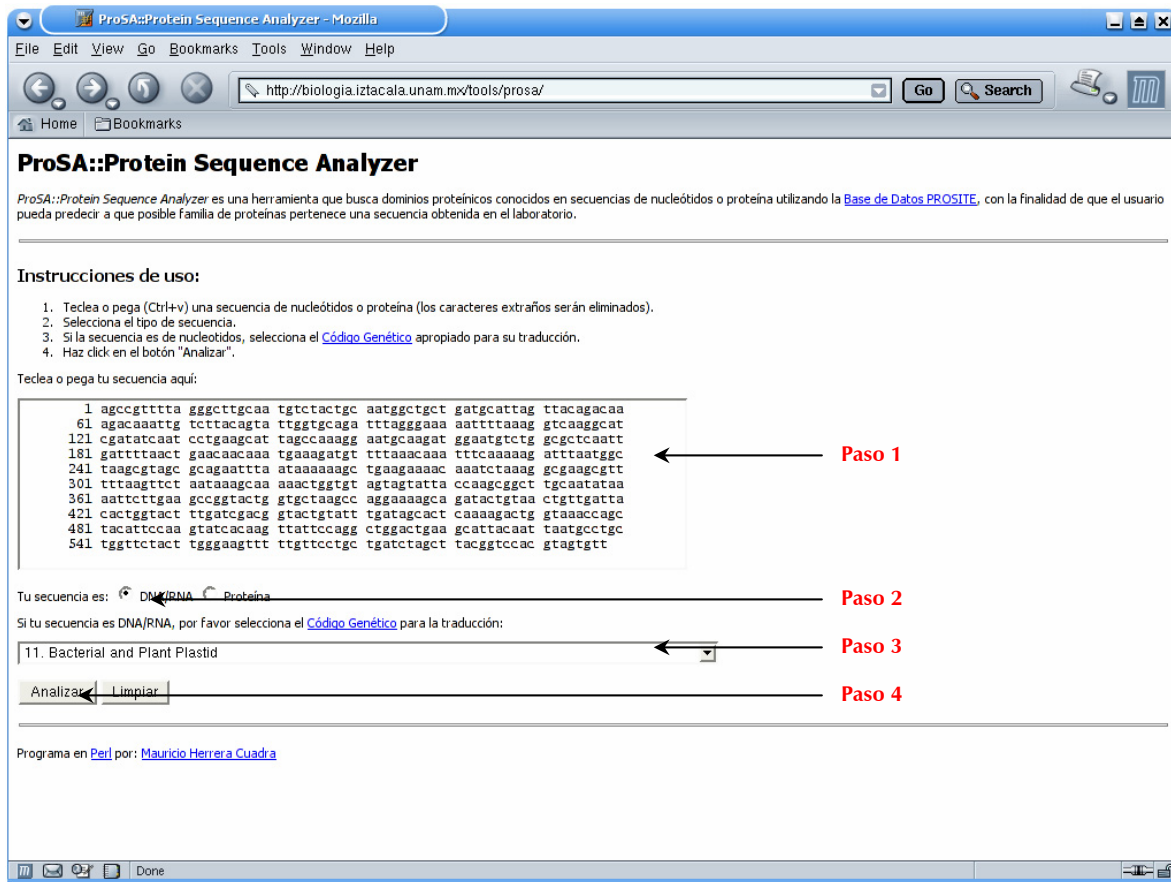 ProSA::Protein Sequence Analyzer - Mozilla
File Edit View Go Bookmarks Tools Window Help
http://biologia.iztacala.unam.mx/tools/prosa/ Go Search
Home Bookmarks
ProSA::Protein Sequence Analyzer
ProSA::Protein Sequence Analyzer es una herramienta que busca dominios proteínicos conocidos en secuencias de nucleótidos o proteína utilizando la Base de Datos PROSITE, con la finalidad de que el usuario
pueda predecir a que posible familia de proteínas pertenece una secuencia obtenida en el laboratorio.
Instrucciones de uso:
1. Teclea o pega (Ctrl+v) una secuencia de nucleótidos o proteína (los caracteres extraños serán eliminados).
2. Selecciona el tipo de secuencia.
3. Si la secuencia es de nucleotidos, selecciona el Código Genético apropiado para su traducción.
4. Haz click en el botón "Analizar".
Teclea o pega tu secuencia aquí:
1 agccgtttta gggcttgcaa tgtctactgc aatggctgct gatgcattag ttacagacaa
61 agacaaattg tcttacagta ttggtgcaga tttagggaaa aattttaaag gtcaaggcat
121 cgatatcaat cctgaagcat tagccaaagg aatgcaagat ggaatgtctg gcgctcaatt
181 gattttaact gaacaacaaa tgaaagatgt tttaaacaaa tttcaaaaag atttaatggc
241 taagcgtagc gcagaattta ataaaaaagc tgaagaaaac aaatctaaag gcgaagcgtt
301 tttaagttct aataaagcaa aaactggtgt agtagtatta ccaagcggct tgcaatataa
361 aattcttgaa gccggtactg gtgctaagcc aggaaaagca gatactgtaa ctgttgatta
421 cactggtact ttgatcgacg gtactgtatt tgatagcact caaaagactg gtaaaccagc
481 tacattccaa gtatcacaag ttattccagg ctggactgaa gcattacaat taatgcctgc
541 tggttctact tgggaagttt ttgttcctgc tgatctagct tacggtccac gtagtgtt
Paso 1
Tu secuencia es: DNA/RNA Proteína
Paso 2
Si tu secuencia es DNA/RNA, por favor selecciona el Código Genético para la traducción:
11. Bacterial and Plant Plastid
Paso 3
Analizar Limpiar
Paso 4
Programa en Perl por: Mauricio Herrera Cuadra
Done